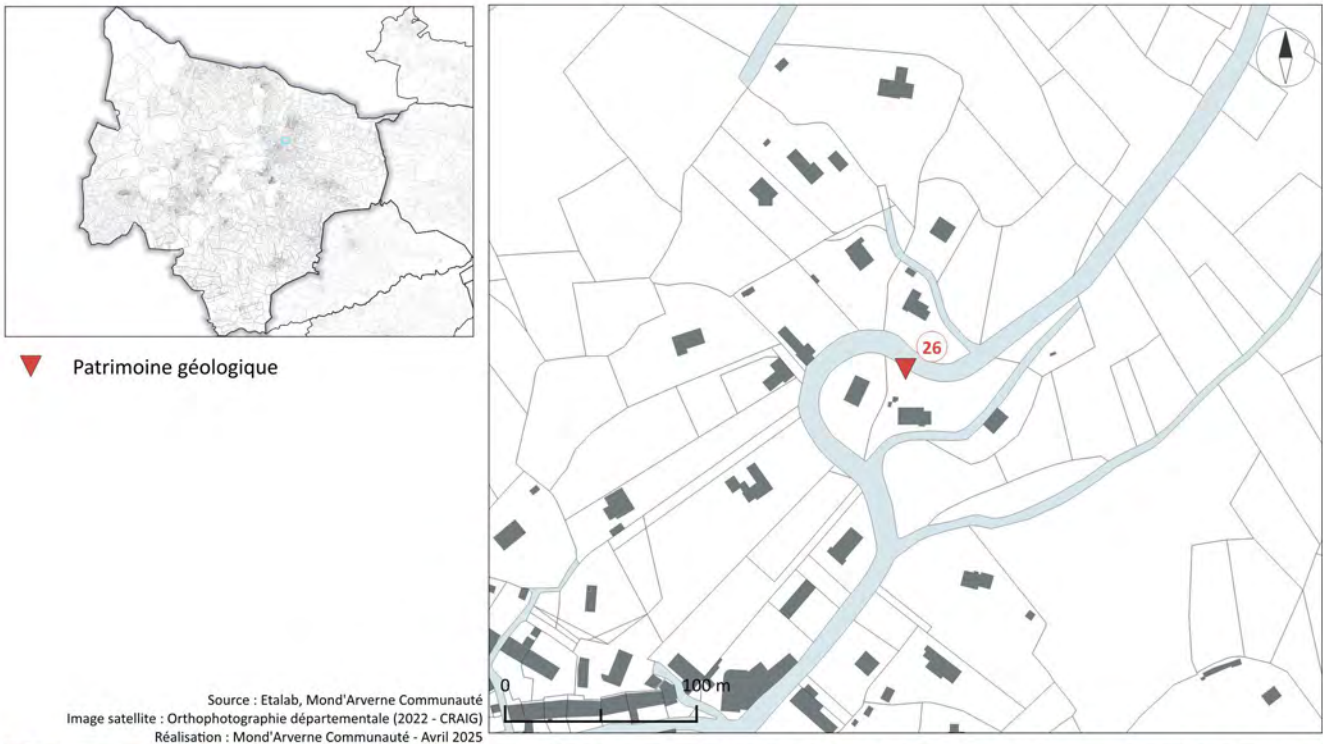 Patrimoine géologique
26
0 100 m
Source : Etalab, Mond'Arverne Communauté
Image satellite : Orthophotographie départementale (2022 - CRAIG)
Réalisation : Mond'Arverne Communauté - Avril 2025